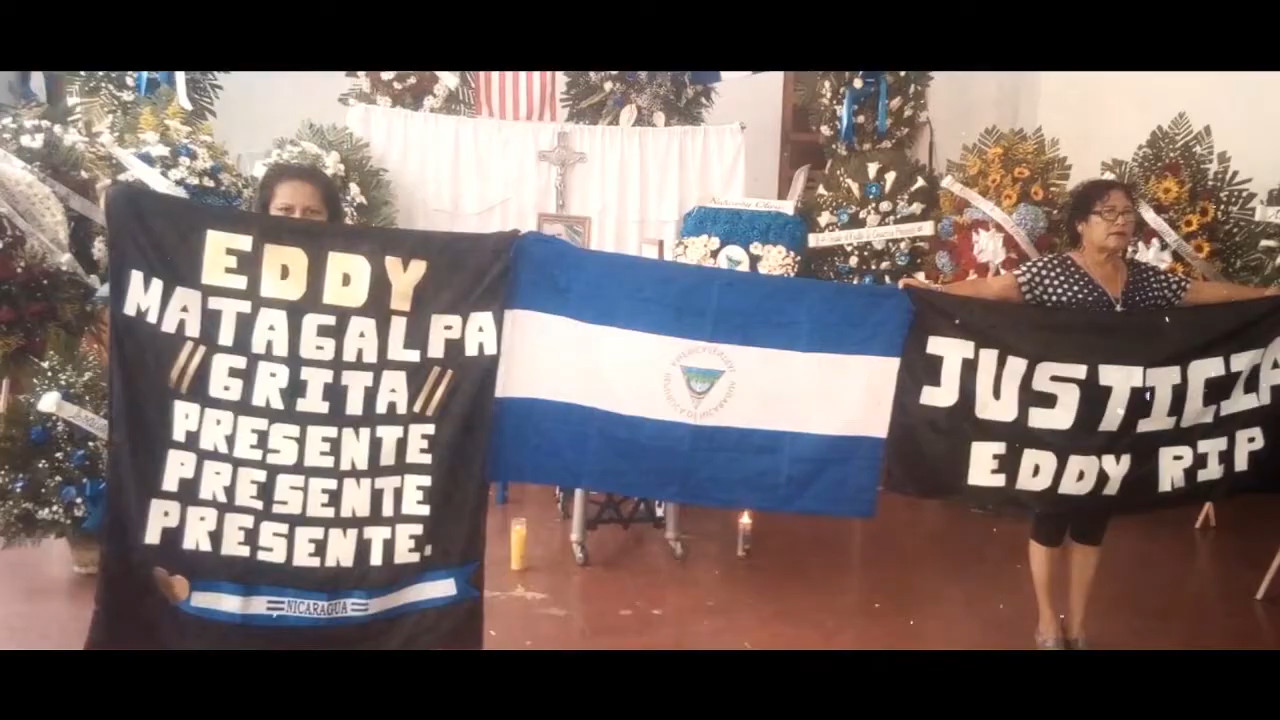 EDDY
MATAGALPA
//GRITA//
PRESENTE
PRESENTE
PRESENTE.
NICARAGUA
JUSTICIA
EDDY RIP